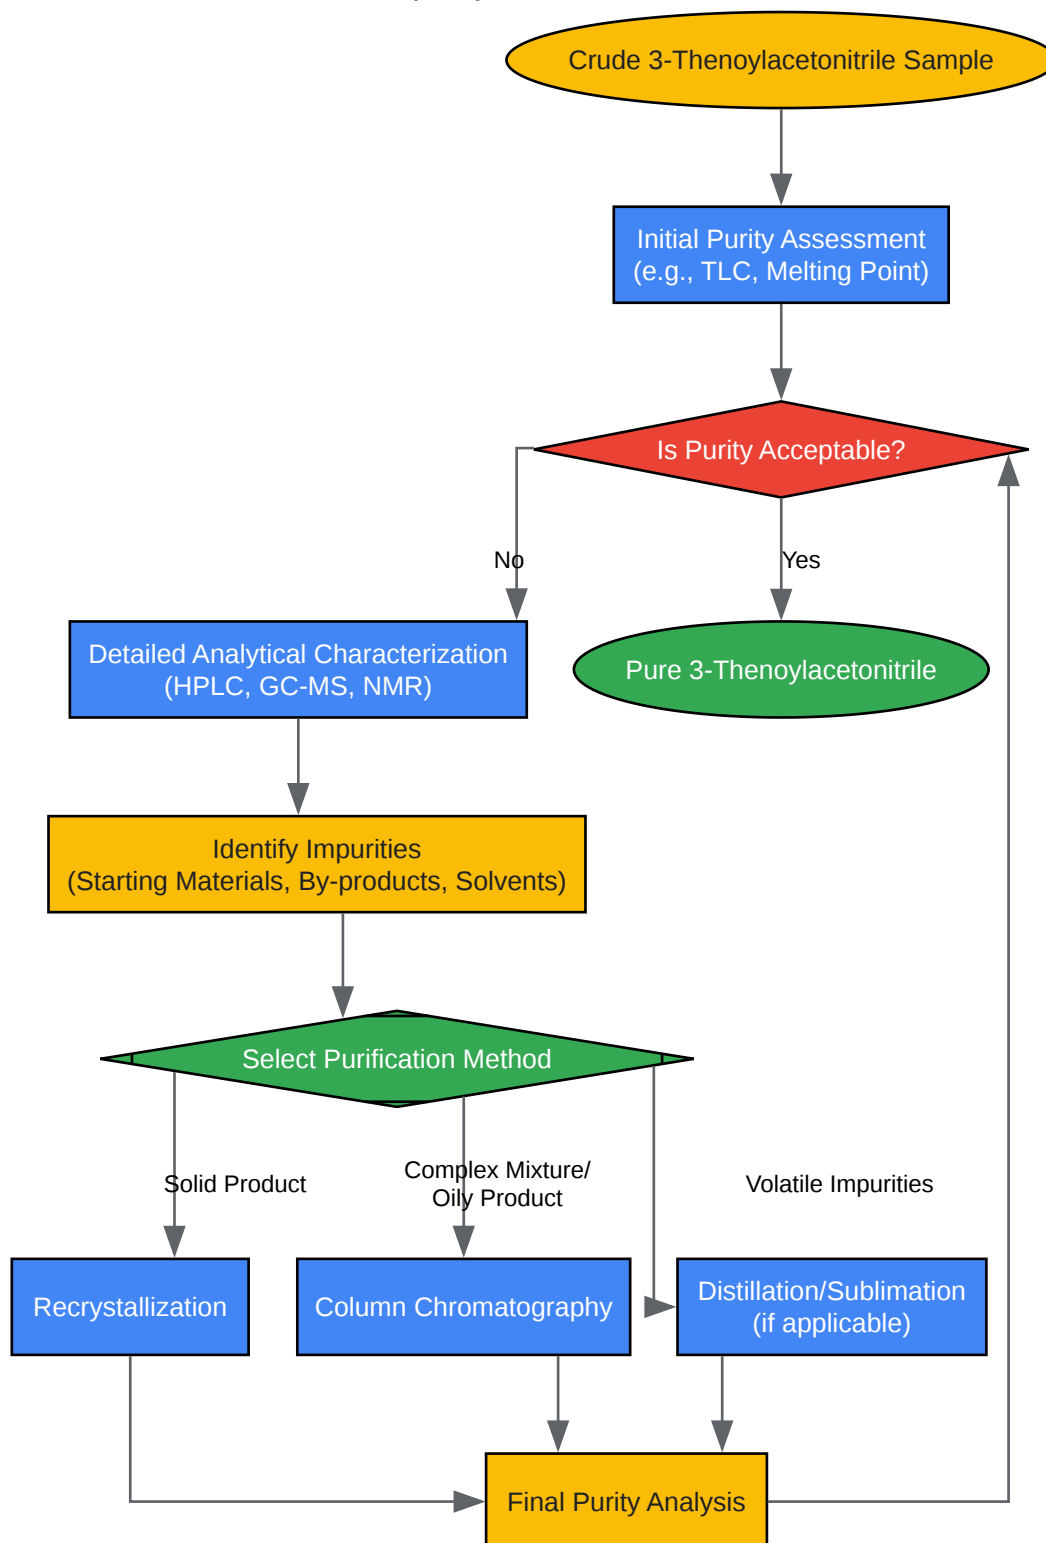 Crude 3-Thenoylacetonitrile Sample
Initial Purity Assessment
(e.g., TLC, Melting Point)
Is Purity Acceptable?
No
Yes
Detailed Analytical Characterization
(HPLC, GC-MS, NMR)
Pure 3-Thenoylacetonitrile
Identify Impurities
(Starting Materials, By-products, Solvents)
Select Purification Method
Solid Product
Complex Mixture/
Oily Product
Volatile Impurities
Recrystallization
Column Chromatography
Distillation/Sublimation
(if applicable)
Final Purity Analysis